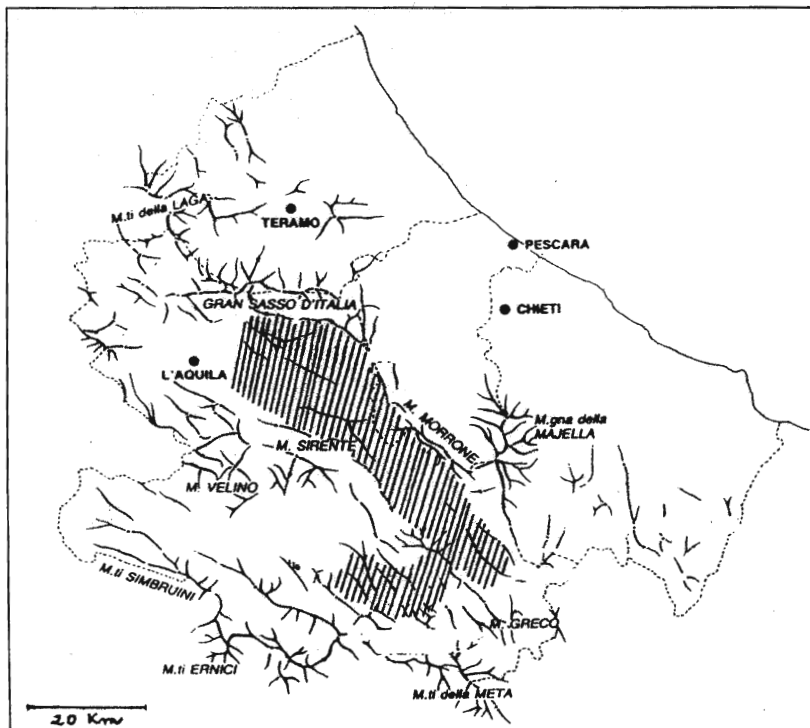 M.ti della LAGA
TERAMO
PESCARA
GRAN SASSO D'ITALIA
CHIETI
L'AQUILA
M. MORRONE
M.gna della
MAJELLA
M. SIRENTE
M. VELINO
M.ti SIMBRUINI
M. GRECO
M.ti ERNICI
M.ti della META
20 Km